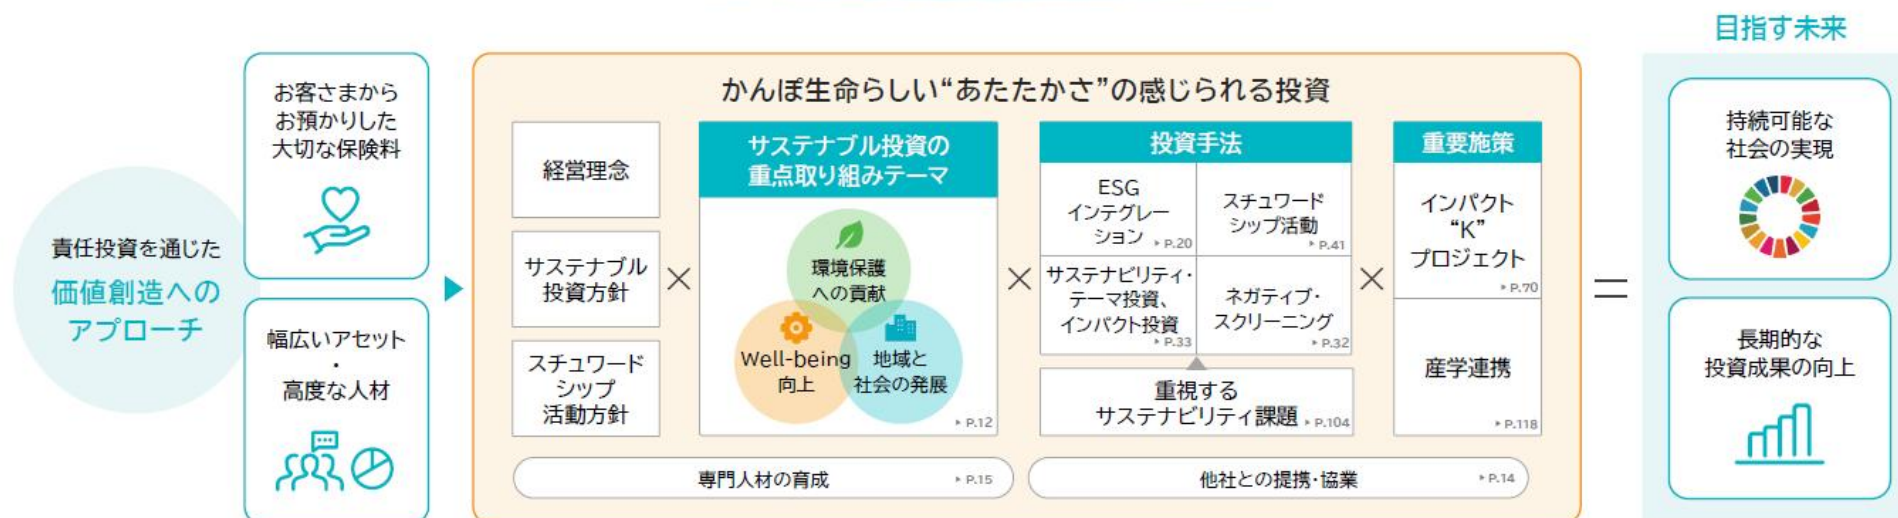 目指す未来
責任投資を通じた
価値創造への
アプローチ
お客さまから
お預かりした
大切な保険料
幅広いアセット
・
高度な人材
かんぽ生命らしい“あたたかさ”の感じられる投資
経営理念
サステナブル
投資方針
スチュワード
シップ
活動方針
×
サステナブル投資の
重点取り組みテーマ
環境保護
への貢献
Well-being
向上
地域と
社会の発展
▸ P.12
×
投資手法
ESG
インテグレー
ション ▸ P.20
スチュワード
シップ活動
▸ P.41
サステナビリティ・
テーマ投資、
インパクト投資
▸ P.33
ネガティブ・
スクリーニング
▸ P.32
重視する
サステナビリティ課題 ▸ P.104
×
重要施策
インパクト
“K”
プロジェクト
▸ P.70
産学連携
▸ P.118
専門人材の育成 ▸ P.15
他社との提携・協業 ▸ P.14
＝
持続可能な
社会の実現
長期的な
投資成果の向上